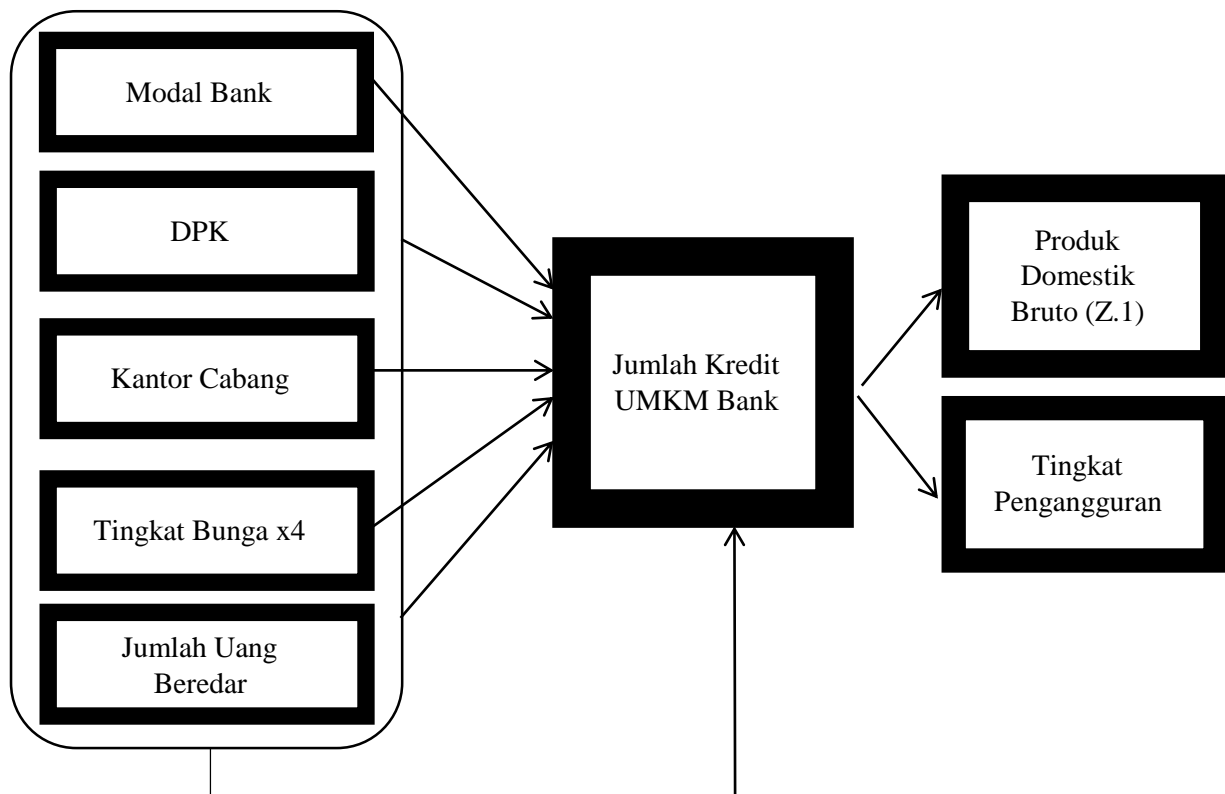 Modal Bank
DPK
Kantor Cabang
Tingkat Bunga x4
Jumlah Uang
Beredar
Jumlah Kredit
UMKM Bank
Produk
Domestik
Bruto (Z.1)
Tingkat
Pengangguran